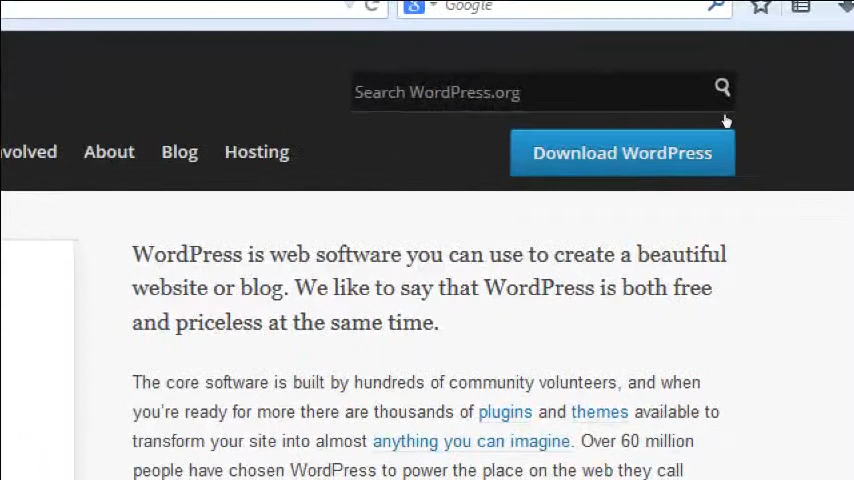 Google
Search WordPress.org
nvolved About Blog Hosting
Download WordPress
WordPress is web software you can use to create a beautiful
website or blog. We like to say that WordPress is both free
and priceless at the same time.
The core software is built by hundreds of community volunteers, and when
you're ready for more there are thousands of plugins and themes available to
transform your site into almost anything you can imagine. Over 60 million
people have chosen WordPress to power the place on the web they call